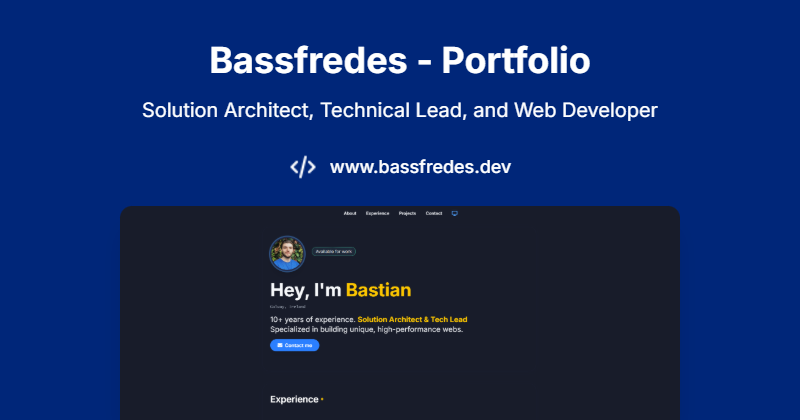 Bassfredes - Portfolio
Solution Architect, Technical Lead, and Web Developer
</> www.bassfredes.dev
About Experience Projects Contact
Available for work
Hey, I'm Bastian
Galway, Ireland
10+ years of experience. Solution Architect & Tech Lead
Specialized in building unique, high-performance webs.
Contact me
Experience